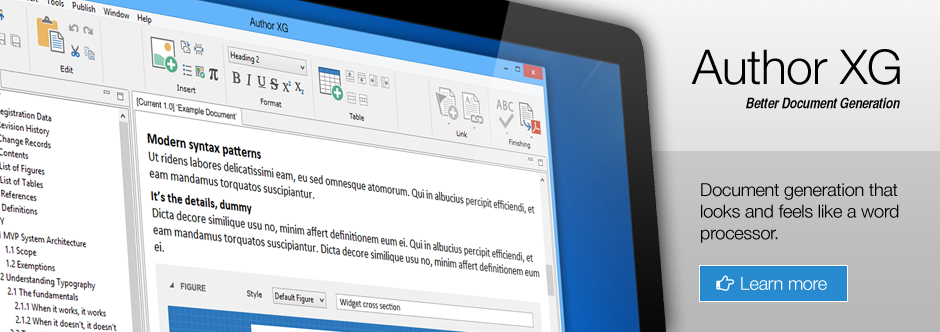 Tools Publish Window Help
Author XG
Edit
Insert
Heading 2
B I U S X² X₂
Format
Table
Link
ABC
Finishing
[Current 1.0] 'Example Document'
Registration Data
Revision History
Change Records
Contents
List of Figures
List of Tables
References
Definitions
MVP System Architecture
1.1 Scope
1.2 Exemptions
2 Understanding Typography
2.1 The fundamentals
2.1.1 When it works, it works
2.1.2 When it doesn't, it doesn't
Modern syntax patterns
Ut ridens labores delicatissimi eam, eu sed omnesque atomorum. Qui in albucius percipit efficiendi, et
eam mandamus torquatos suscipiantur.
It's the details, dummy
Dicta decore similique usu no, minim affert definitionem eum ei. Qui in albucius percipit efficiendi, et
eam mandamus torquatos suscipiantur. Dicta decore similique usu no, minim affert definitionem eum
ei.
FIGURE Style Default Figure Widget cross section
Author XG
Better Document Generation
Document generation that
looks and feels like a word
processor.
Learn more